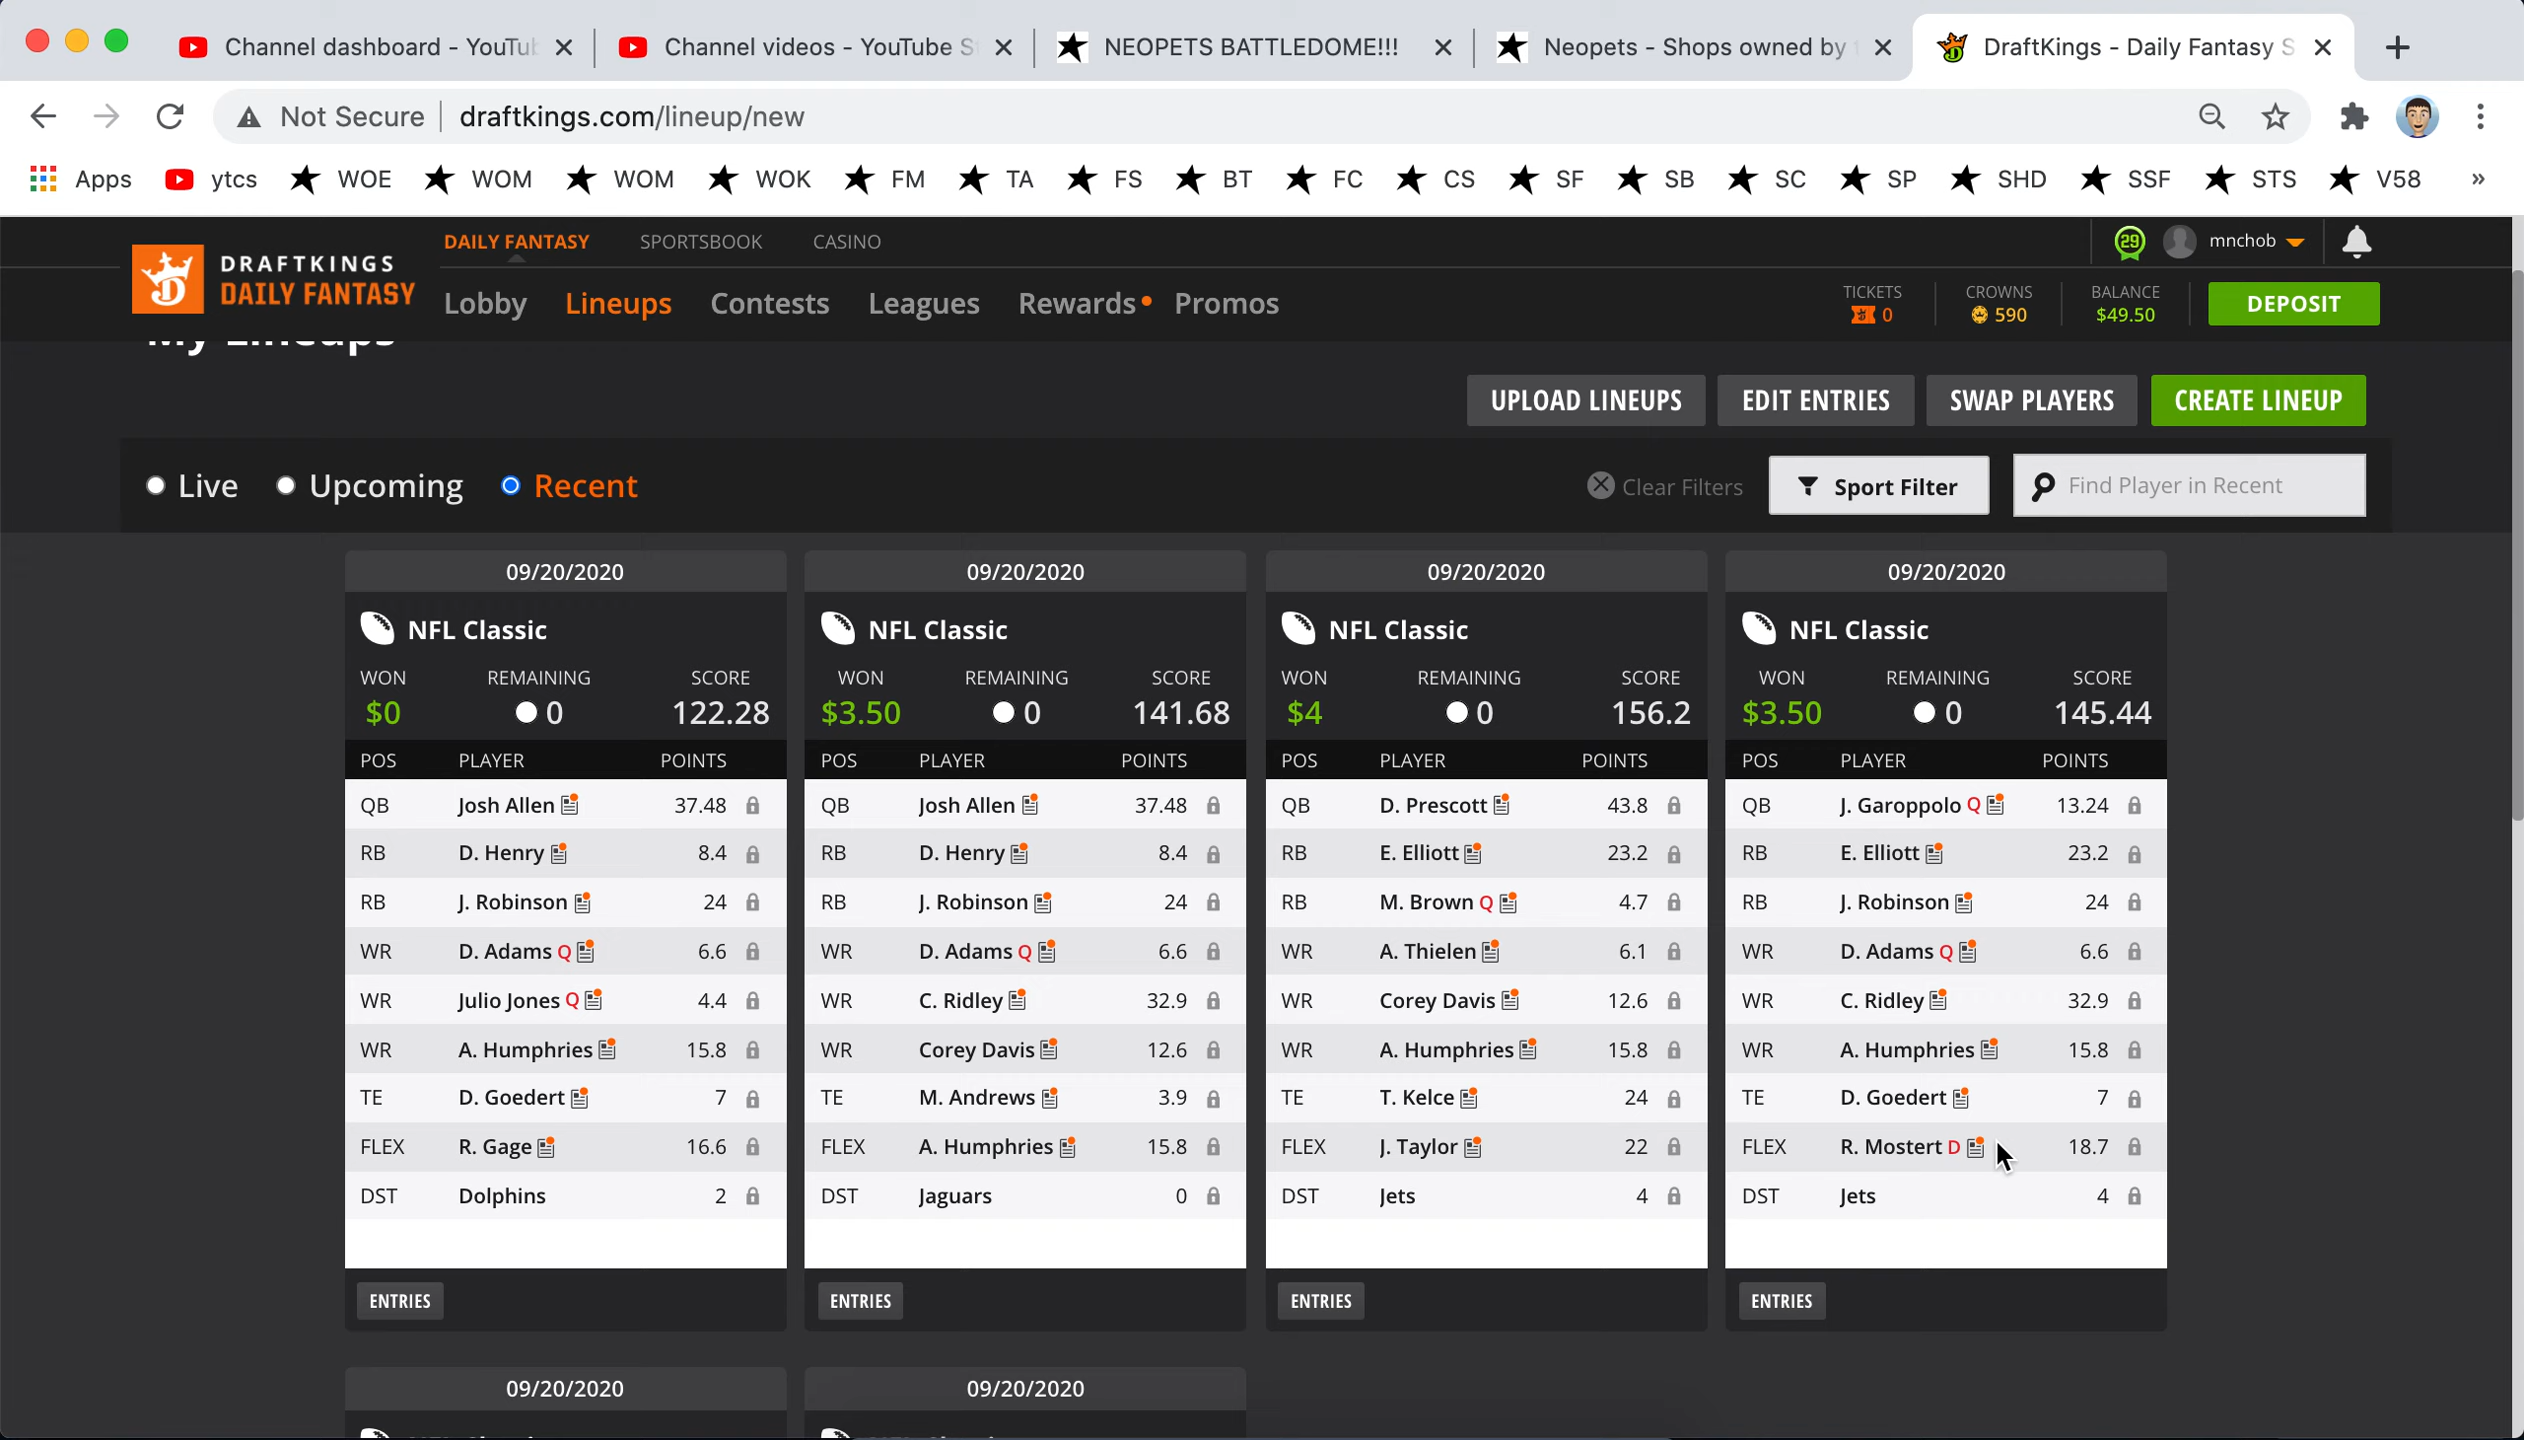 Channel dashboard - YouTub
Channel videos - YouTube S
NEOPETS BATTLEDOME!!!
Neopets - Shops owned by
DraftKings - Daily Fantasy S
Not Secure
draftkings.com/lineup/new
Apps
ytcs
WOE
WOM
WOM
WOK
FM
TA
FS
BT
FC
CS
SF
SB
SC
SP
SHD
SSF
STS
V58
»
DRAFTKINGS
DAILY FANTASY
DAILY FANTASY
SPORTSBOOK
CASINO
29
mnchob
Lobby
Lineups
Contests
Leagues
Rewards
Promos
TICKETS
0
CROWNS
590
BALANCE
$49.50
DEPOSIT
My Lineups
UPLOAD LINEUPS
EDIT ENTRIES
SWAP PLAYERS
CREATE LINEUP
Live
Upcoming
Recent
Clear Filters
Sport Filter
Find Player in Recent
09/20/2020
NFL Classic
WON REMAINING SCORE
$0 0 122.28
POS PLAYER POINTS
QB Josh Allen 37.48
RB D. Henry 8.4
RB J. Robinson 24
WR D. Adams Q 6.6
WR Julio Jones Q 4.4
WR A. Humphries 15.8
TE D. Goedert 7
FLEX R. Gage 16.6
DST Dolphins 2
ENTRIES
09/20/2020
NFL Classic
WON REMAINING SCORE
$3.50 0 141.68
POS PLAYER POINTS
QB Josh Allen 37.48
RB D. Henry 8.4
RB J. Robinson 24
WR D. Adams Q 6.6
WR C. Ridley 32.9
WR Corey Davis 12.6
TE M. Andrews 3.9
FLEX A. Humphries 15.8
DST Jaguars 0
ENTRIES
09/20/2020
NFL Classic
WON REMAINING SCORE
$4 0 156.2
POS PLAYER POINTS
QB D. Prescott 43.8
RB E. Elliott 23.2
RB M. Brown Q 4.7
WR A. Thielen 6.1
WR Corey Davis 12.6
WR A. Humphries 15.8
TE T. Kelce 24
FLEX J. Taylor 22
DST Jets 4
ENTRIES
09/20/2020
NFL Classic
WON REMAINING SCORE
$3.50 0 145.44
POS PLAYER POINTS
QB J. Garoppolo Q 13.24
RB E. Elliott 23.2
RB J. Robinson 24
WR D. Adams Q 6.6
WR C. Ridley 32.9
WR A. Humphries 15.8
TE D. Goedert 7
FLEX R. Mostert D 18.7
DST Jets 4
ENTRIES
09/20/2020
09/20/2020